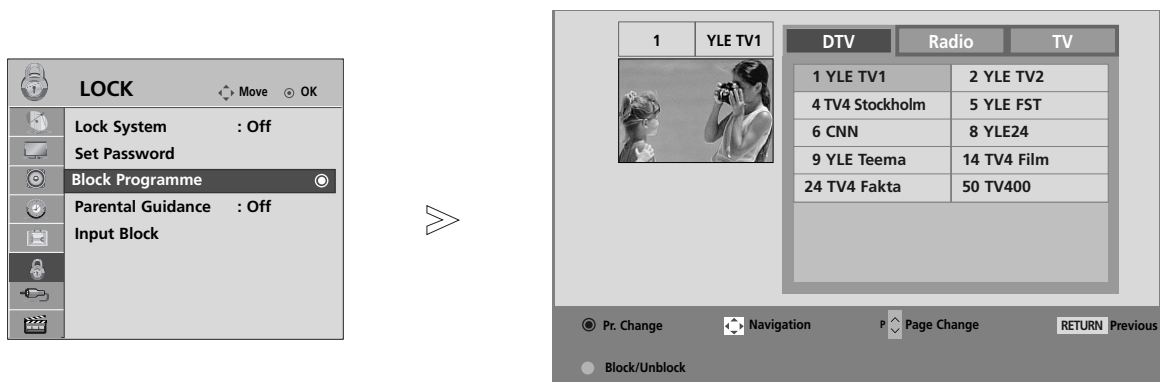 LOCK Move OK
Lock System : Off
Set Password
Block Programme
Parental Guidance : Off
Input Block
1 YLE TV1
DTV Radio TV
1 YLE TV1 2 YLE TV2
4 TV4 Stockholm 5 YLE FST
6 CNN 8 YLE24
9 YLE Teema 14 TV4 Film
24 TV4 Fakta 50 TV400
Pr. Change Navigation P Page Change RETURN Previous
Block/Unblock